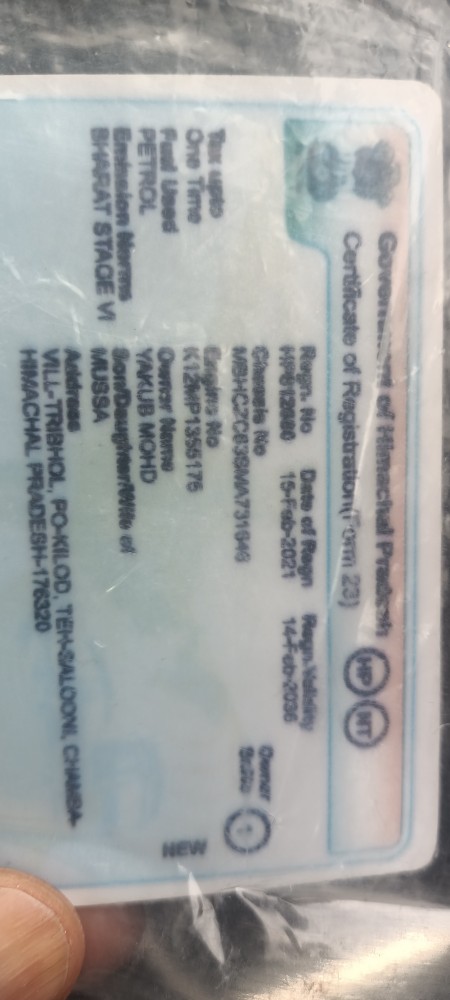 Government of Himachal Pradesh
Certificate of Registration (Form 23)
HP NT
Regn. No Date of Regn Regn. Validity
15-Feb-2021 14-Feb-2036
Chassis No
Owner
Engine No
Tax upto
One Time
Owner Name
YAKUB MOHD
Fuel Used
PETROL
NEW
Son/Daughter/Wife of
MUSSA
Emission Norms
BHARAT STAGE VI
Address
VILL-TRIBHOL, PO-KILOD, TEH-SALOONI, CHAMBA-
HIMACHAL PRADESH-176320